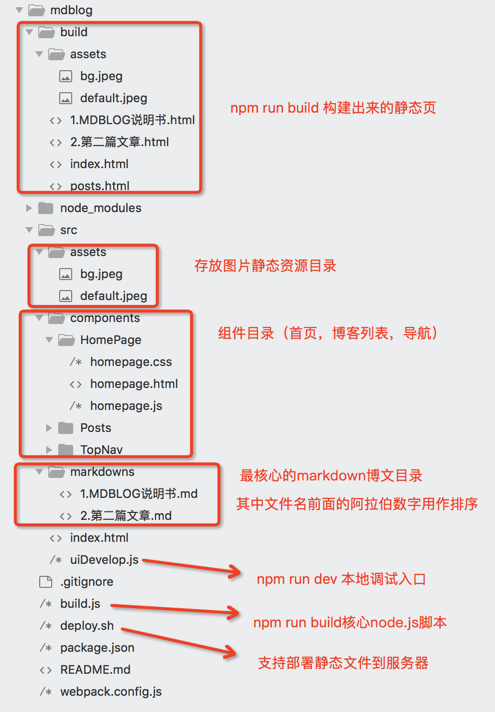 mdblog
build
assets
bg.jpeg
default.jpeg
<> 1.MDBLOG说明书.html
npm run build 构建出来的静态页
<> 2.第二篇文章.html
<> index.html
<> posts.html
node_modules
src
assets
存放图片静态资源目录
bg.jpeg
default.jpeg
components
组件目录（首页，博客列表，导航）
HomePage
/* homepage.css
<> homepage.html
/* homepage.js
Posts
TopNav
markdowns
最核心的markdown博文目录
<> 1.MDBLOG说明书.md
其中文件名前面的阿拉伯数字用作排序
<> 2.第二篇文章.md
<> index.html
/* uiDevelop.js
npm run dev 本地调试入口
.gitignore
/* build.js
npm run build核心node.js脚本
/* deploy.sh
/* package.json
支持部署静态文件到服务器
<> README.md
/* webpack.config.js